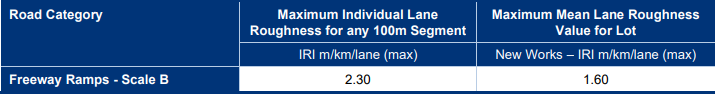 Road Category
Maximum Individual Lane
Roughness for any 100m Segment
Maximum Mean Lane Roughness
Value for Lot
IRI m/km/lane (max)
New Works – IRI m/km/lane (max)
Freeway Ramps - Scale B
2.30
1.60